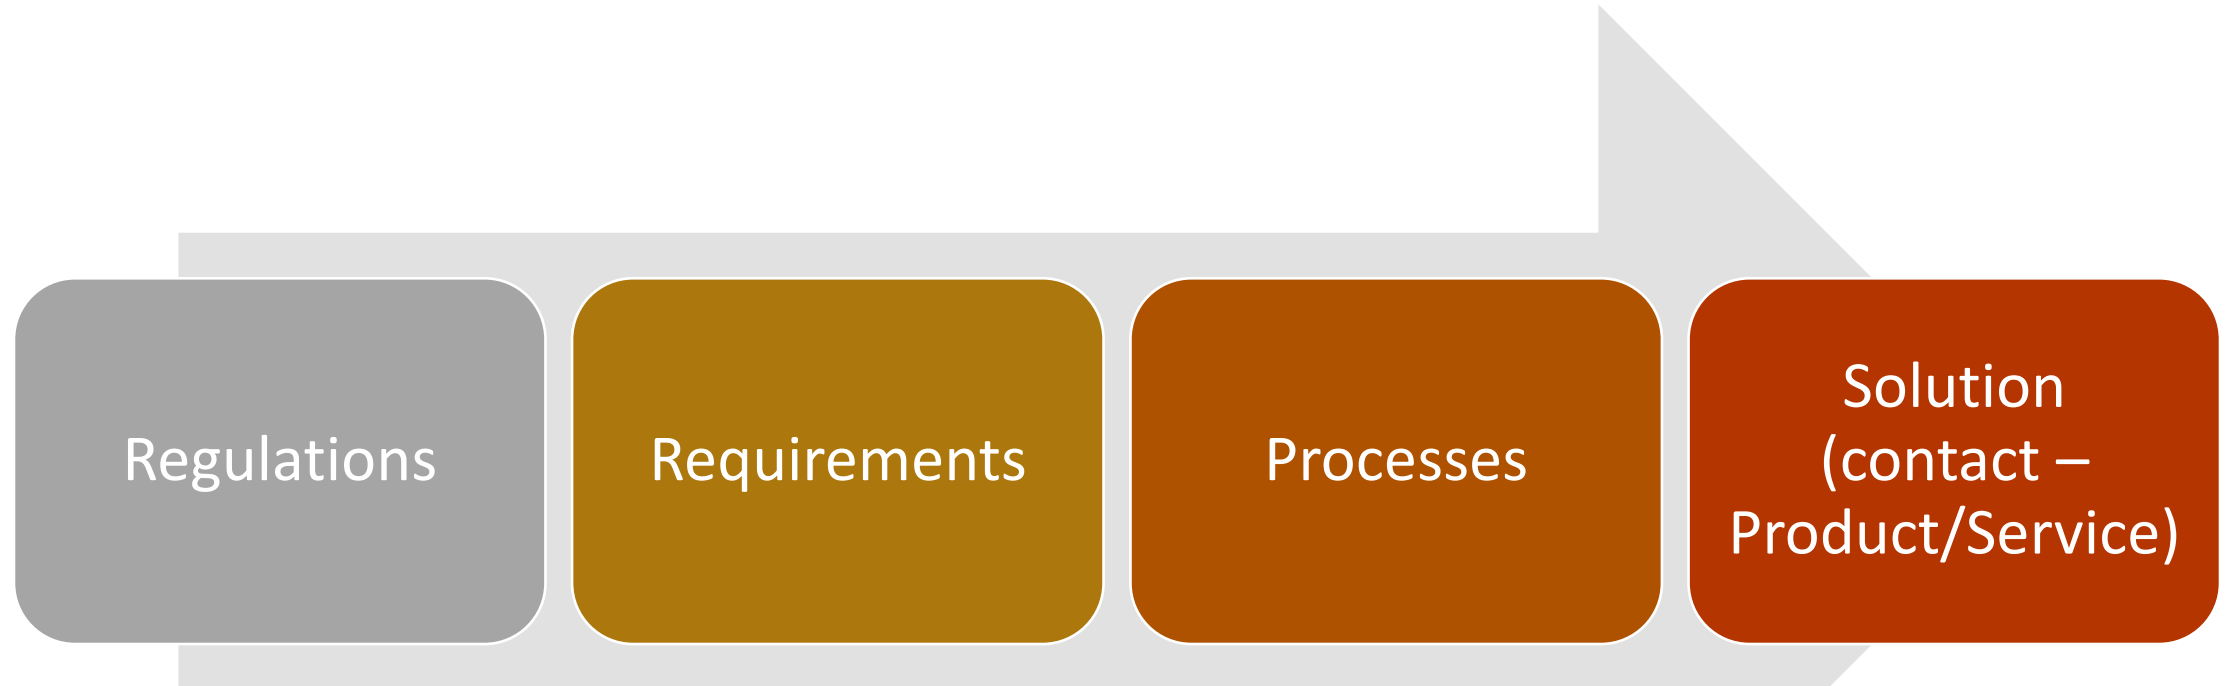 Regulations
Requirements
Processes
Solution
(contact –
Product/Service)